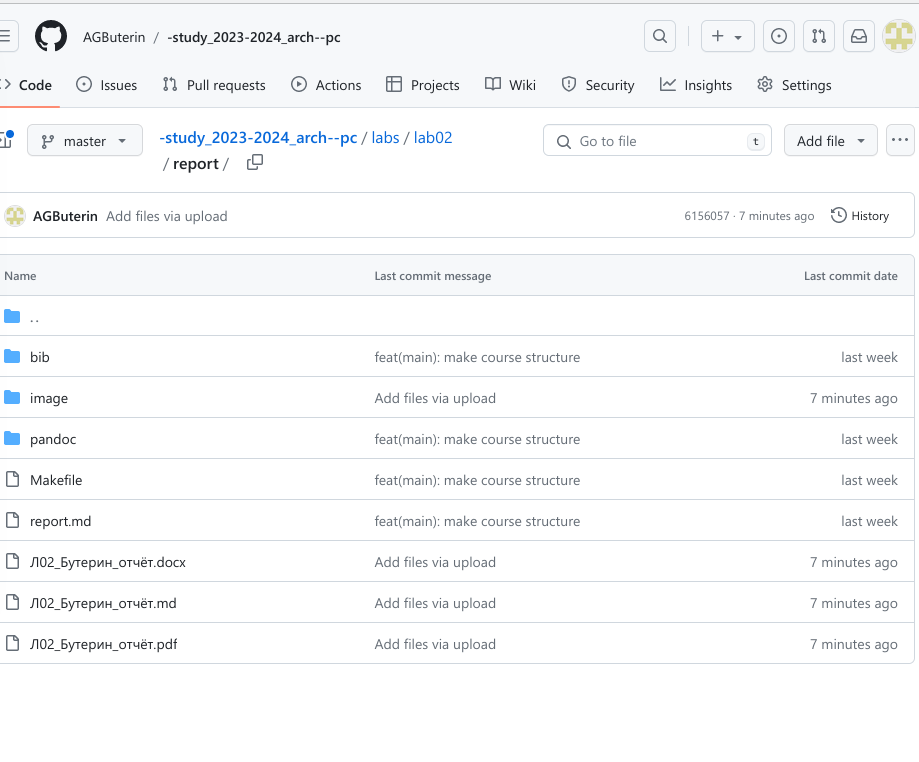 AGButerin / -study_2023-2024_arch--pc
Code Issues Pull requests Actions Projects Wiki Security Insights Settings
master -study_2023-2024_arch--pc / labs / lab02 Go to file t Add file
/ report /
AGButerin Add files via upload 6156057 · 7 minutes ago History
Name Last commit message Last commit date
..
bib feat(main): make course structure last week
image Add files via upload 7 minutes ago
pandoc feat(main): make course structure last week
Makefile feat(main): make course structure last week
report.md feat(main): make course structure last week
Л02_Бутерин_отчёт.docx Add files via upload 7 minutes ago
Л02_Бутерин_отчёт.md Add files via upload 7 minutes ago
Л02_Бутерин_отчёт.pdf Add files via upload 7 minutes ago